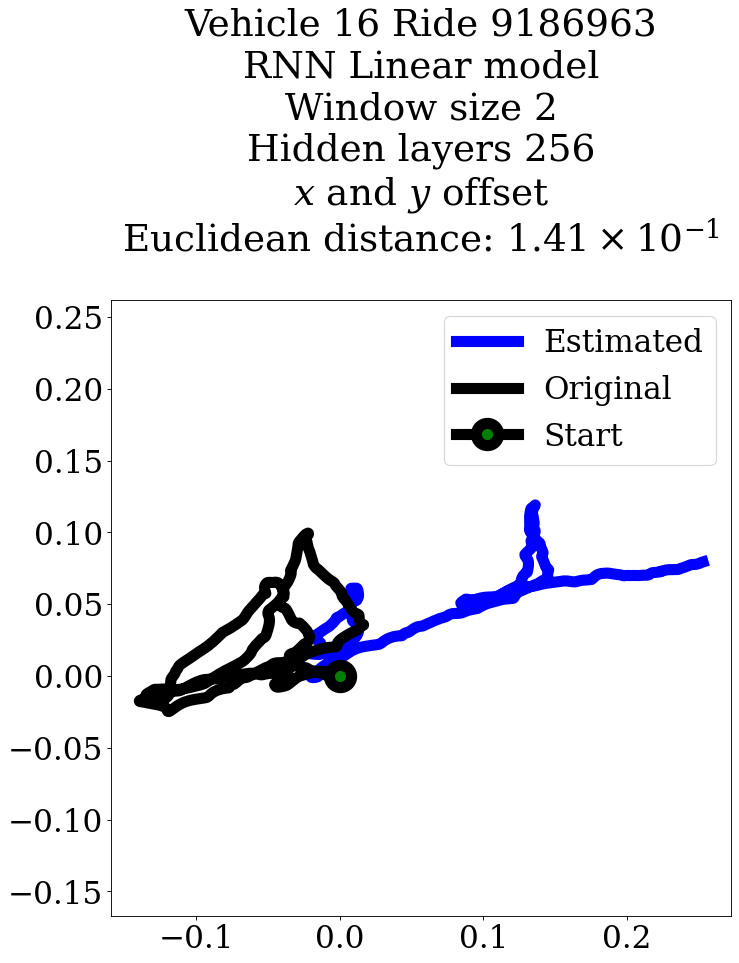 Vehicle 16 Ride 9186963
RNN Linear model
Window size 2
Hidden layers 256
x and y offset
Euclidean distance: 1.41 × 10⁻¹
Estimated
Original
Start
0.25
0.20
0.15
0.10
0.05
0.00
−0.05
−0.10
−0.15
−0.1 0.0 0.1 0.2